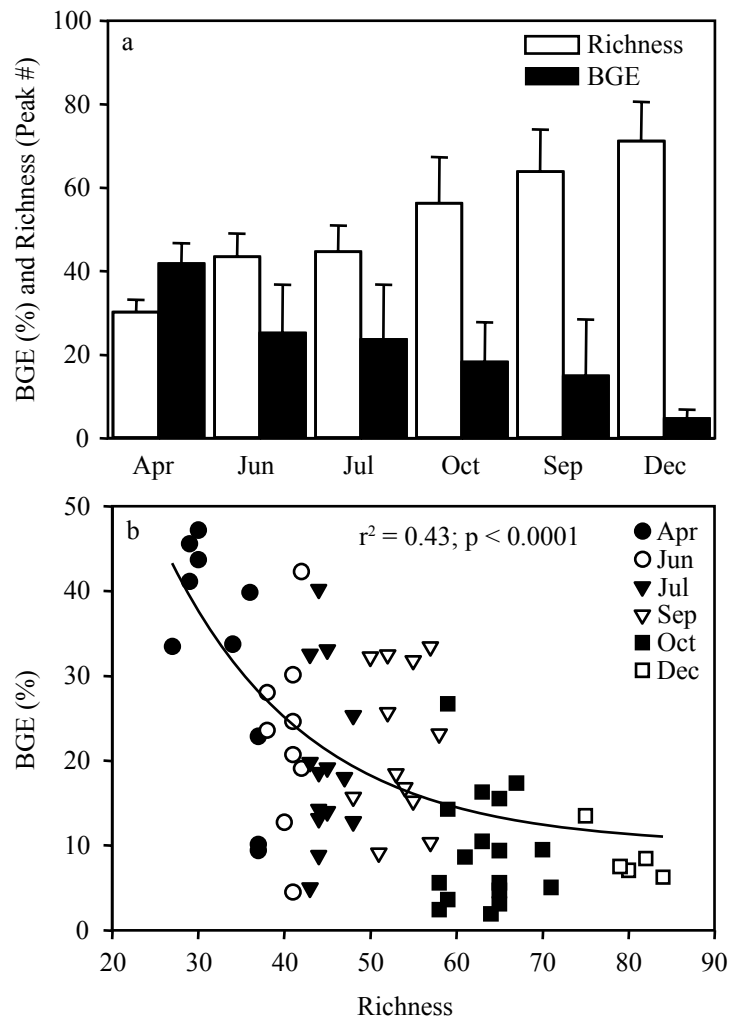 100
a
Richness
BGE
80
60
40
20
0
BGE (%) and Richness (Peak #)
Apr Jun Jul Oct Sep Dec
50
b
r² = 0.43; p < 0.0001
Apr
Jun
Jul
Sep
Oct
Dec
40
30
20
10
0
BGE (%)
20 30 40 50 60 70 80 90
Richness